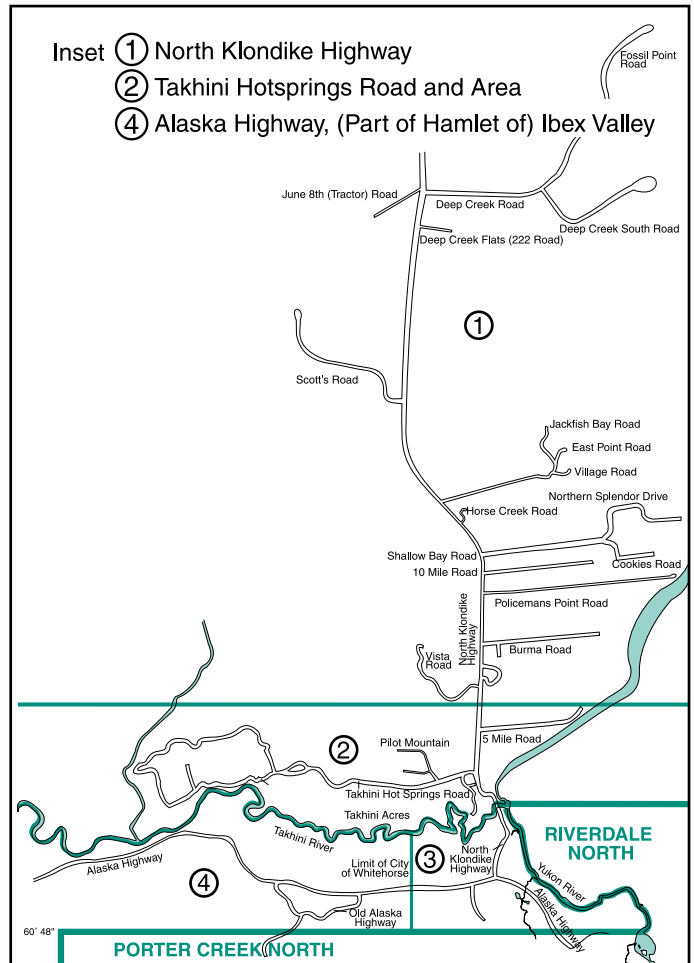 Inset ① North Klondike Highway
② Takhini Hotsprings Road and Area
④ Alaska Highway, (Part of Hamlet of) Ibex Valley
Fossil Point
Road
June 8th (Tractor) Road
Deep Creek Road
Deep Creek South Road
Deep Creek Flats (222 Road)
①
Scott's Road
Jackfish Bay Road
East Point Road
Village Road
Northern Splendor Drive
Horse Creek Road
Shallow Bay Road
Cookies Road
10 Mile Road
Policemans Point Road
North Klondike
Highway
Burma Road
Vista
Road
5 Mile Road
Pilot Mountain
②
Takhini Hot Springs Road
Takhini Acres
Takhini River
RIVERDALE
NORTH
③
North
Klondike
Highway
Limit of City
of Whitehorse
Alaska Highway
④
Yukon River
Old Alaska
Highway
Alaska Highway
60° 48"
PORTER CREEK NORTH